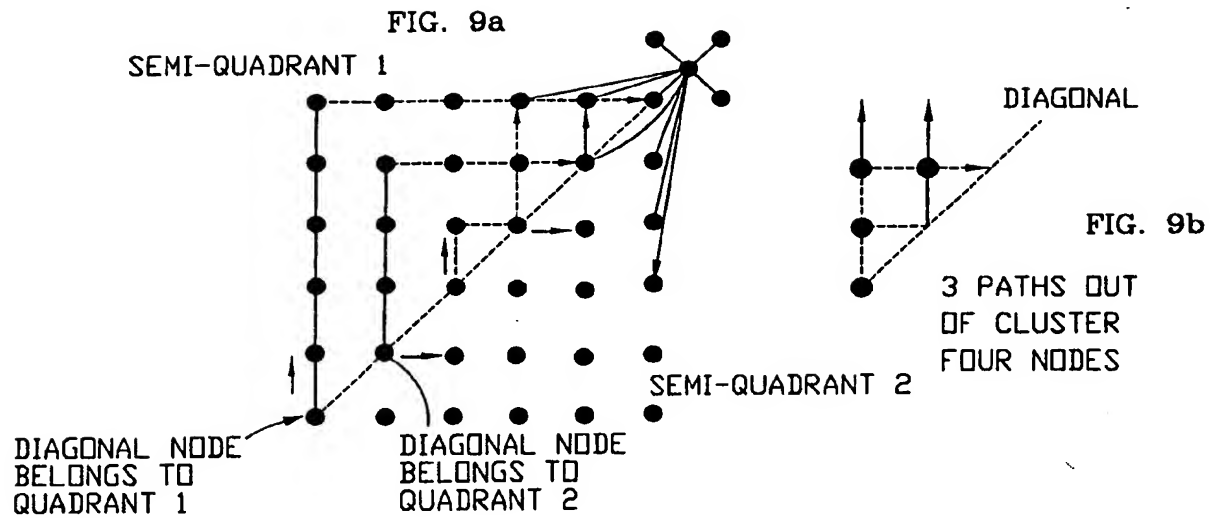 FIG. 9a
SEMI-QUADRANT 1
DIAGONAL
FIG. 9b
3 PATHS OUT
OF CLUSTER
FOUR NODES
SEMI-QUADRANT 2
DIAGONAL NODE
BELONGS TO
QUADRANT 1
DIAGONAL NODE
BELONGS TO
QUADRANT 2